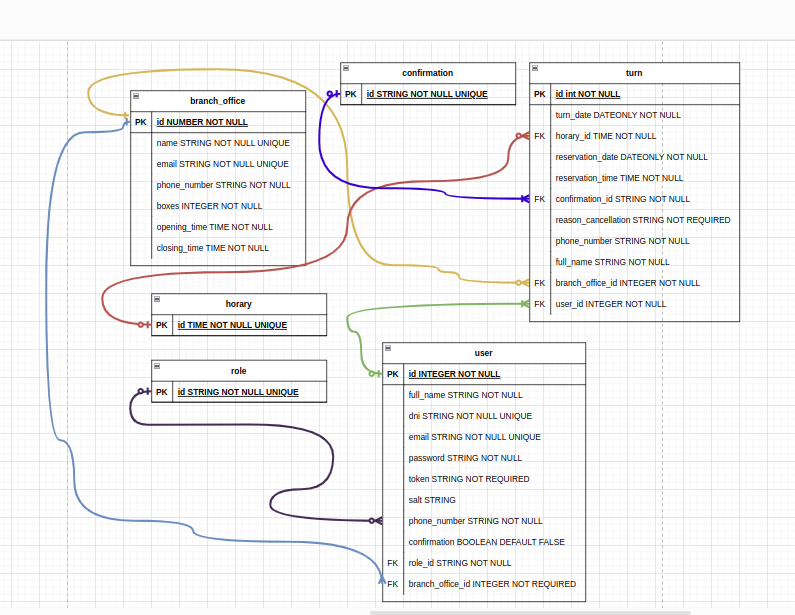 branch_office
PK id NUMBER NOT NULL
name STRING NOT NULL UNIQUE
email STRING NOT NULL UNIQUE
phone_number STRING NOT NULL
boxes INTEGER NOT NULL
opening_time TIME NOT NULL
closing_time TIME NOT NULL
confirmation
PK id STRING NOT NULL UNIQUE
turn
PK id int NOT NULL
turn_date DATEONLY NOT NULL
FK horary_id TIME NOT NULL
reservation_date DATEONLY NOT NULL
reservation_time TIME NOT NULL
FK confirmation_id STRING NOT NULL
reason_cancellation STRING NOT REQUIRED
phone_number STRING NOT NULL
full_name STRING NOT NULL
FK branch_office_id INTEGER NOT NULL
FK user_id INTEGER NOT NULL
horary
PK id TIME NOT NULL UNIQUE
role
PK id STRING NOT NULL UNIQUE
user
PK id INTEGER NOT NULL
full_name STRING NOT NULL
dni STRING NOT NULL UNIQUE
email STRING NOT NULL UNIQUE
password STRING NOT NULL
token STRING NOT REQUIRED
salt STRING
phone_number STRING NOT NULL
confirmation BOOLEAN DEFAULT FALSE
FK role_id STRING NOT NULL
FK branch_office_id INTEGER NOT REQUIRED